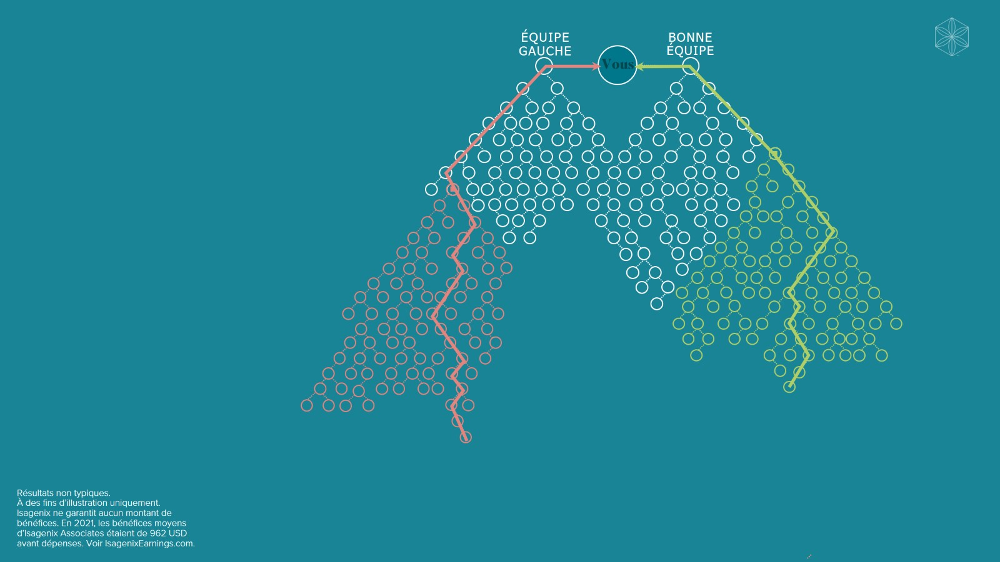 ÉQUIPE
GAUCHE
Vous
BONNE
ÉQUIPE
Résultats non typiques.
À des fins d'illustration uniquement.
Isagenix ne garantit aucun montant de
bénéfices. En 2021, les bénéfices moyens
d'Isagenix Associates étaient de 962 USD
avant dépenses. Voir IsagenixEarnings.com.